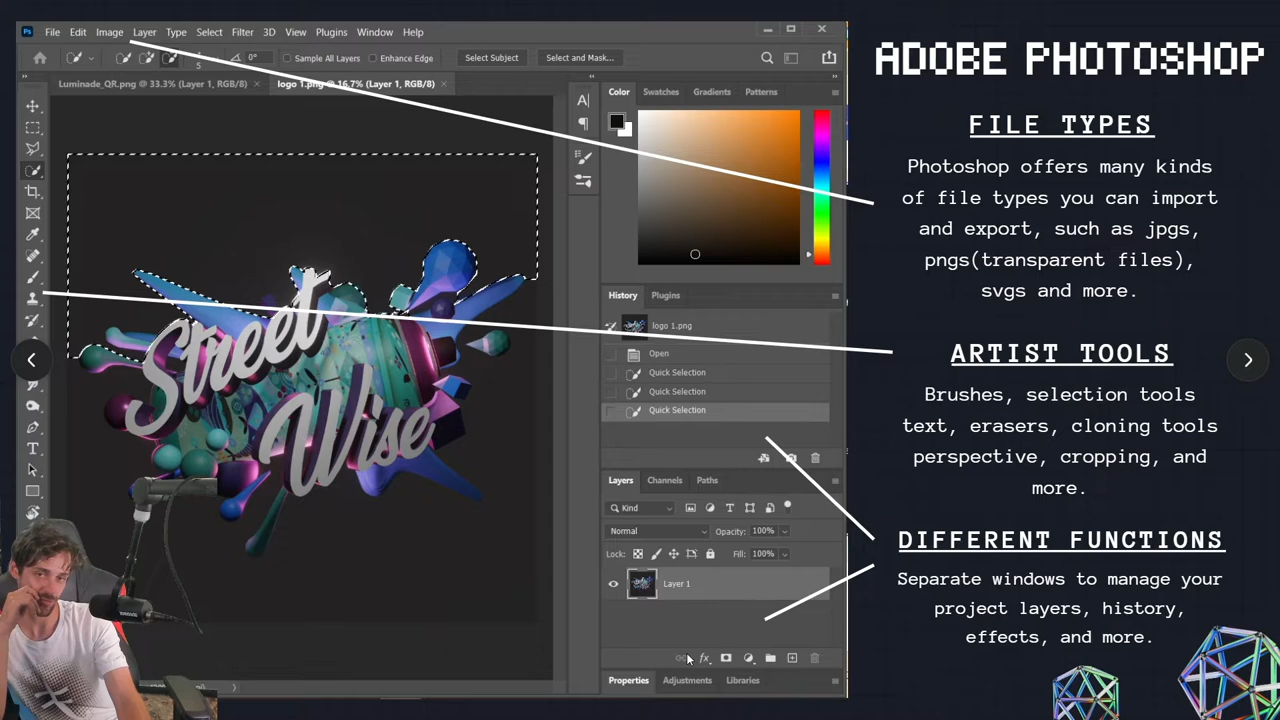 Ps File Edit Image Layer Type Select Filter 3D View Plugins Window Help
5 0° Sample All Layers Enhance Edge Select Subject Select and Mask...
Luminade_QR.png @ 33.3% (Layer 1, RGB/8) × logo 1.png @ 16.7% (Layer 1, RGB/8) ×
Street
Wise
Color Swatches Gradients Patterns
History Plugins
logo 1.png
Open
Quick Selection
Quick Selection
Quick Selection
Layers Channels Paths
Kind
Normal Opacity: 100%
Lock: Fill: 100%
Layer 1
fx
Properties Adjustments Libraries
ADOBE PHOTOSHOP
FILE TYPES
Photoshop offers many kinds
of file types you can import
and export, such as jpgs,
pngs(transparent files),
svgs and more.
ARTIST TOOLS
Brushes, selection tools
text, erasers, cloning tools
perspective, cropping, and
more.
DIFFERENT FUNCTIONS
Separate windows to manage your
project layers, history,
effects, and more.